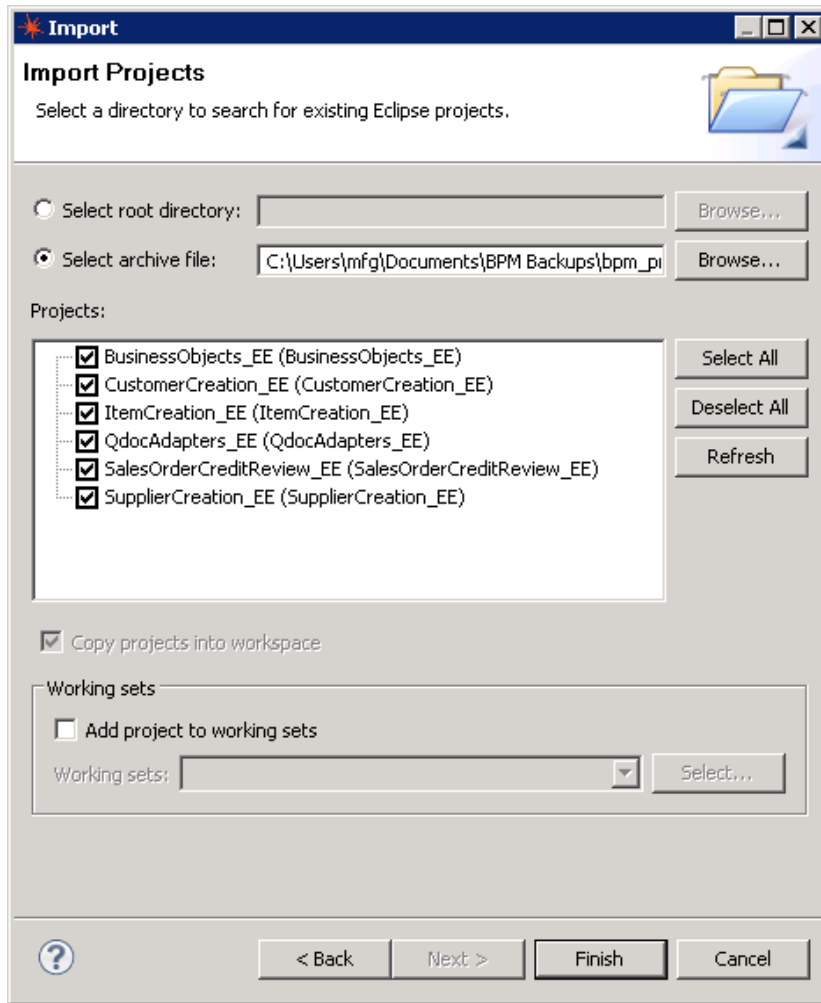 Import
Import Projects
Select a directory to search for existing Eclipse projects.
Select root directory: Browse...
Select archive file: C:\Users\mfg\Documents\BPM Backups\bpm_pr Browse...
Projects:
BusinessObjects_EE (BusinessObjects_EE) Select All
CustomerCreation_EE (CustomerCreation_EE)
ItemCreation_EE (ItemCreation_EE) Deselect All
QdocAdapters_EE (QdocAdapters_EE)
SalesOrderCreditReview_EE (SalesOrderCreditReview_EE) Refresh
SupplierCreation_EE (SupplierCreation_EE)
Copy projects into workspace
Working sets
Add project to working sets
Working sets: Select...
? < Back Next > Finish Cancel